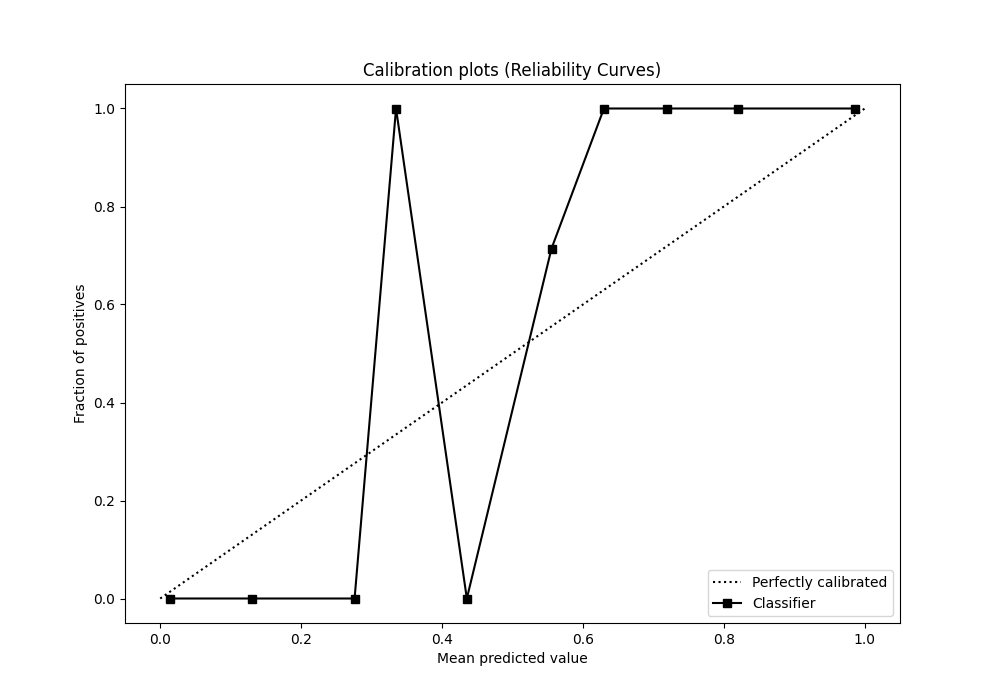 Calibration plots (Reliability Curves)
Fraction of positives
1.0
0.8
0.6
0.4
0.2
0.0
0.0 0.2 0.4 0.6 0.8 1.0
Mean predicted value
Perfectly calibrated
Classifier